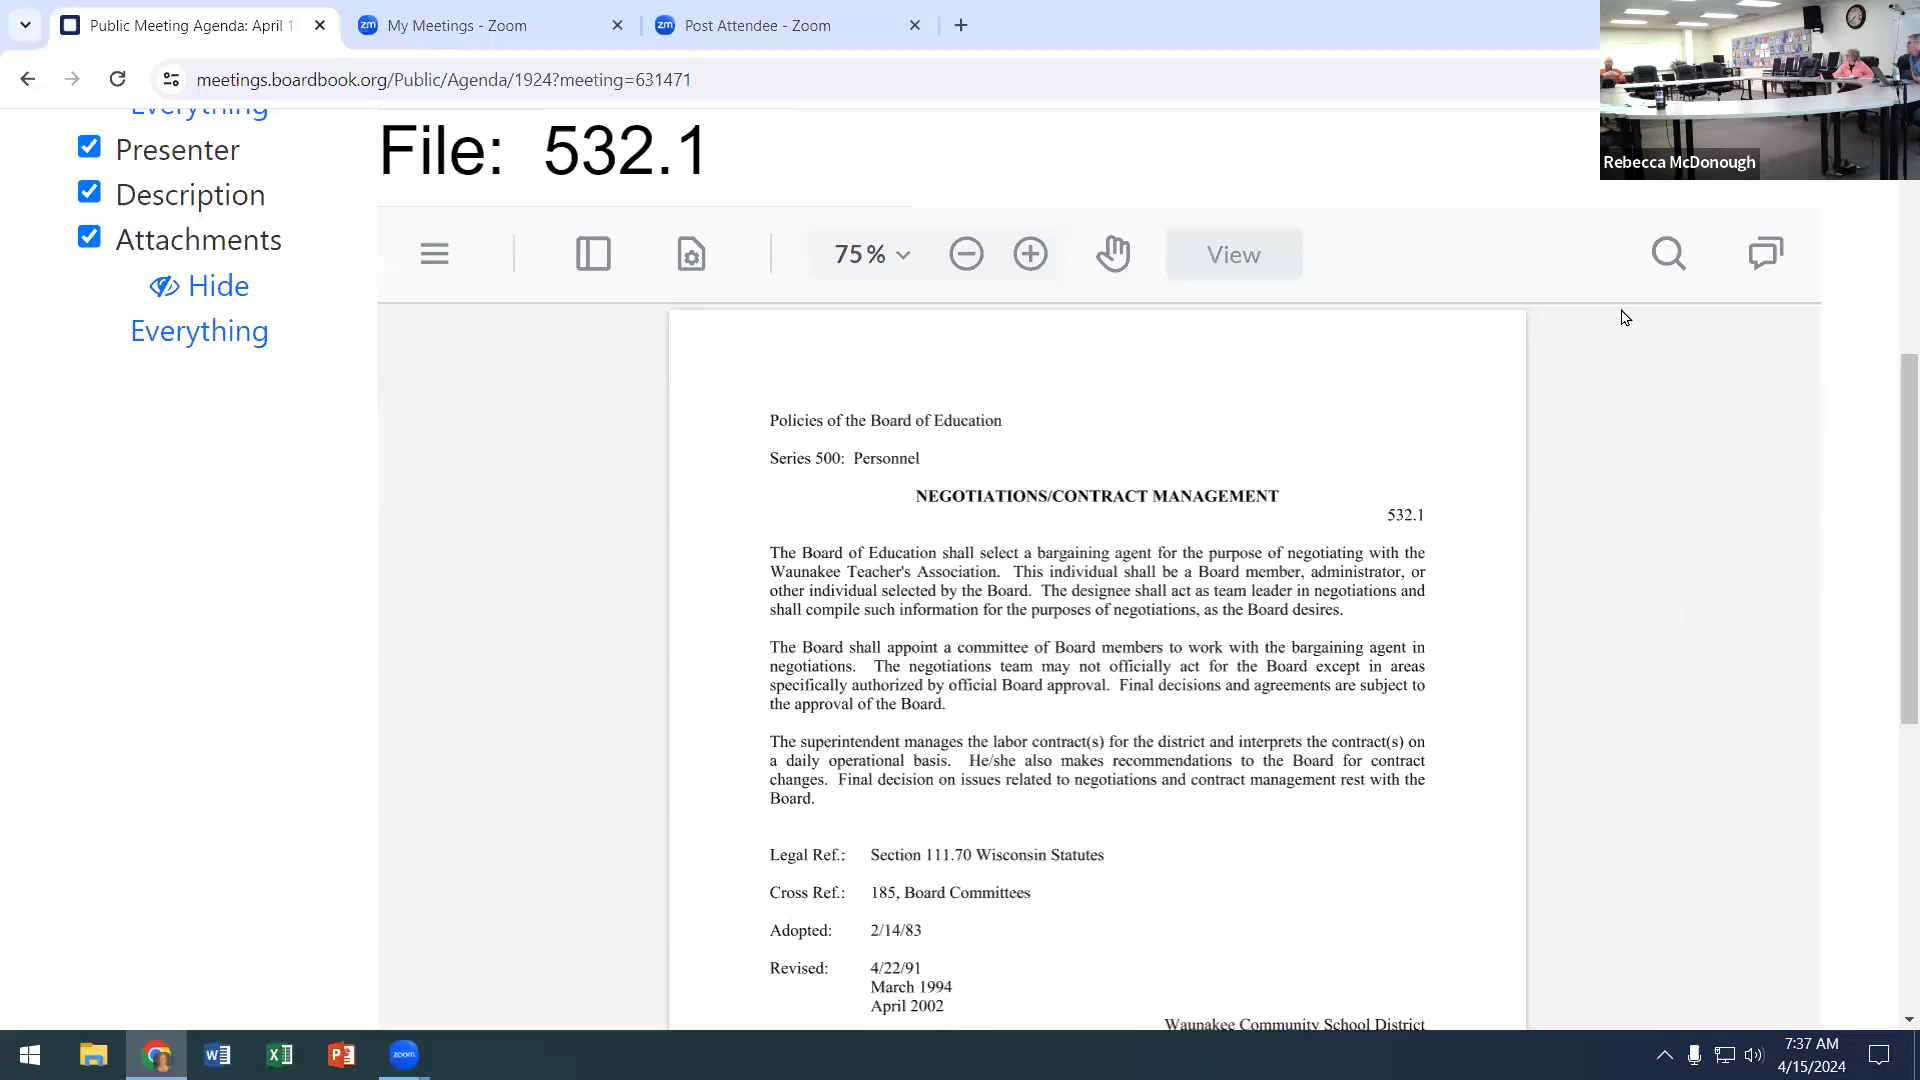 Public Meeting Agenda: April 1
My Meetings - Zoom
Post Attendee - Zoom
meetings.boardbook.org/Public/Agenda/1924?meeting=631471
Rebecca McDonough
Everything
Presenter
Description
Attachments
Hide
Everything
File: 532.1
75%
View
Policies of the Board of Education
Series 500: Personnel
NEGOTIATIONS/CONTRACT MANAGEMENT
532.1
The Board of Education shall select a bargaining agent for the purpose of negotiating with the
Waunakee Teacher's Association. This individual shall be a Board member, administrator, or
other individual selected by the Board. The designee shall act as team leader in negotiations and
shall compile such information for the purposes of negotiations, as the Board desires.
The Board shall appoint a committee of Board members to work with the bargaining agent in
negotiations. The negotiations team may not officially act for the Board except in areas
specifically authorized by official Board approval. Final decisions and agreements are subject to
the approval of the Board.
The superintendent manages the labor contract(s) for the district and interprets the contract(s) on
a daily operational basis. He/she also makes recommendations to the Board for contract
changes. Final decision on issues related to negotiations and contract management rest with the
Board.
Legal Ref.: Section 111.70 Wisconsin Statutes
Cross Ref.: 185, Board Committees
Adopted: 2/14/83
Revised: 4/22/91
March 1994
April 2002
Waunakee Community School District
zm
zm
zoom
7:37 AM
4/15/2024